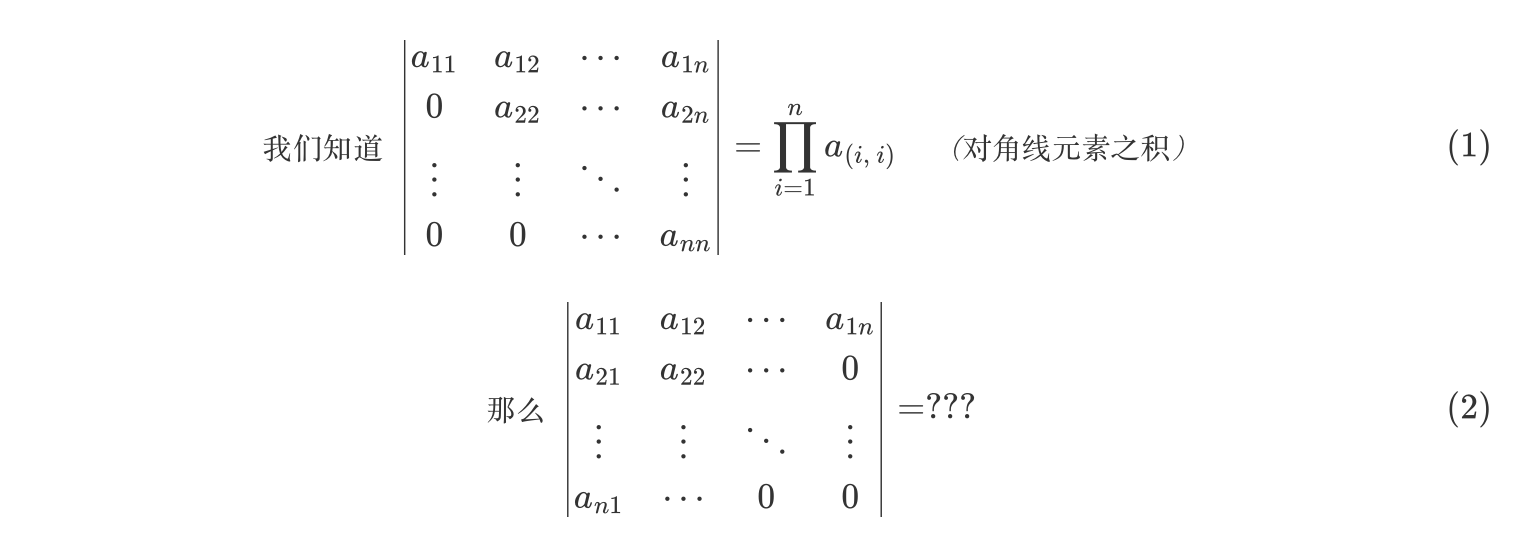 我们知道 $\begin{vmatrix} a_{11} & a_{12} & \cdots & a_{1n} \\ 0 & a_{22} & \cdots & a_{2n} \\ \vdots & \vdots & \ddots & \vdots \\ 0 & 0 & \cdots & a_{nn} \end{vmatrix} = \prod_{i=1}^{n} a_{(i,\,i)}$ （对角线元素之积） (1)
那么 $\begin{vmatrix} a_{11} & a_{12} & \cdots & a_{1n} \\ a_{21} & a_{22} & \cdots & 0 \\ \vdots & \vdots & \ddots & \vdots \\ a_{n1} & \cdots & 0 & 0 \end{vmatrix} = ???$ (2)